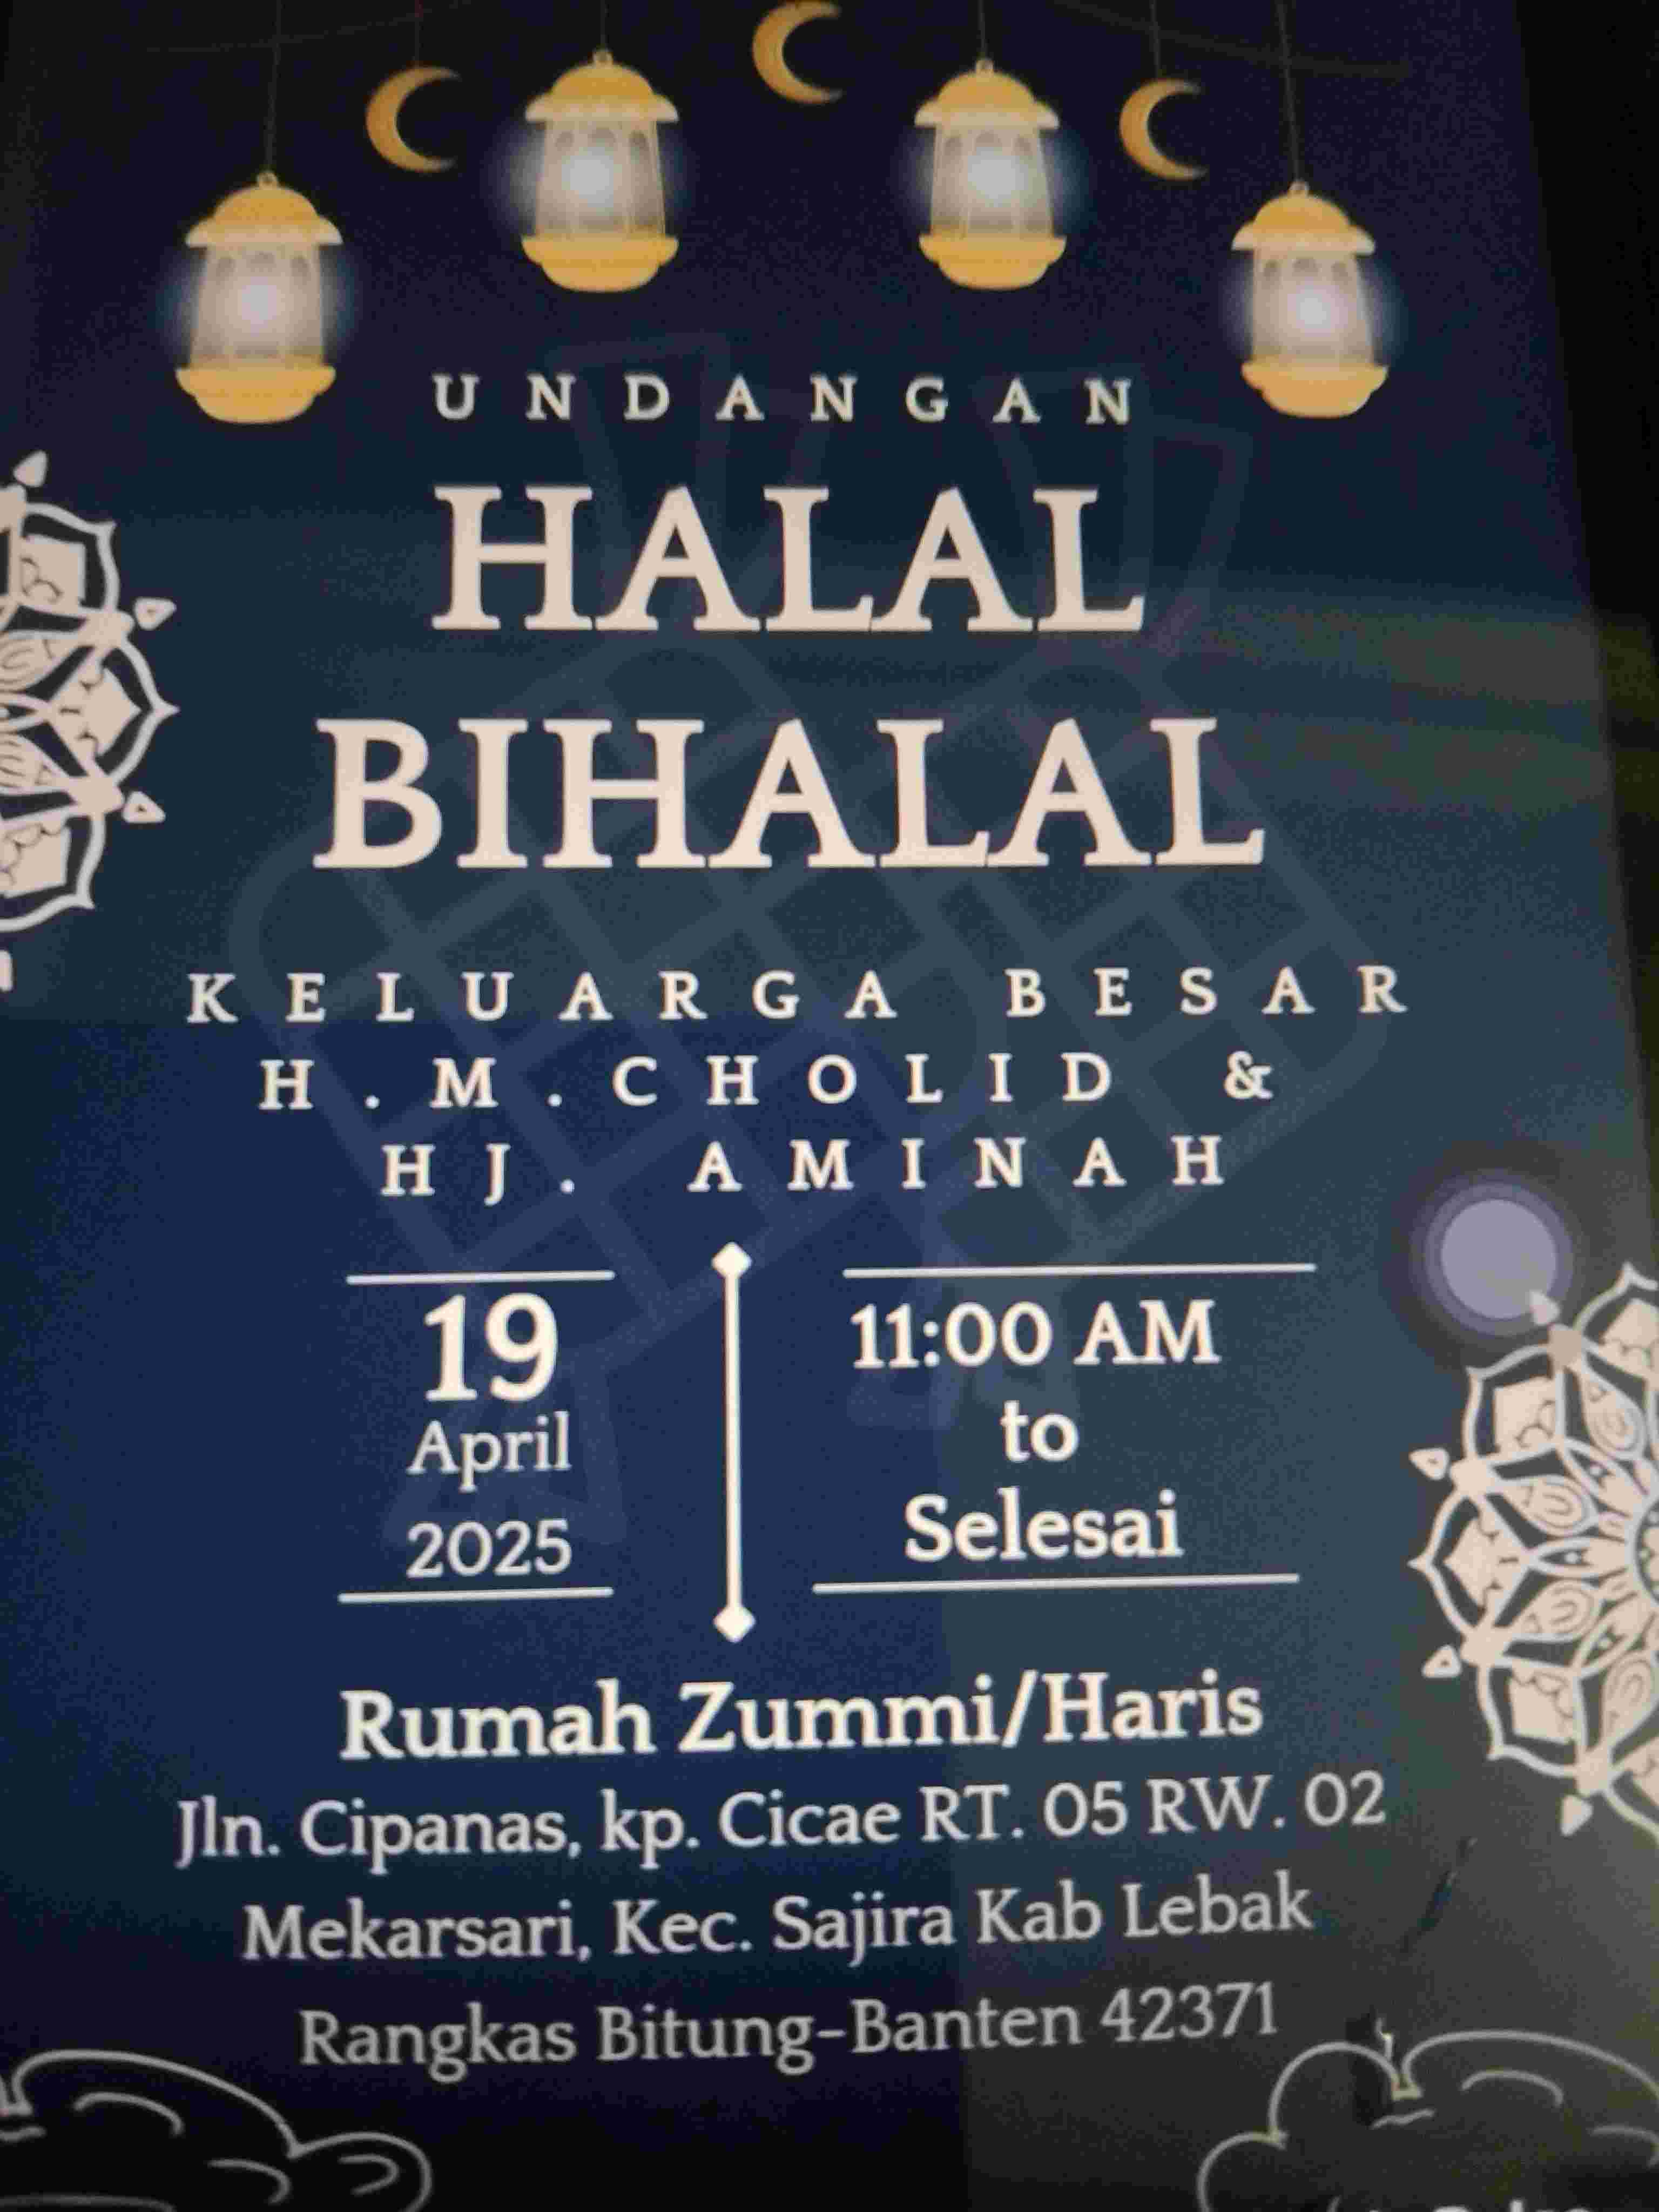 UNDANGAN
HALAL
BIHALAL
KELUARGA BESAR
H.M.CHOLID &
HJ. AMINAH
19
April
2025
11:00 AM
to
Selesai
Rumah Zummi/Haris
Jln. Cipanas, kp. Cicae RT. 05 RW. 02
Mekarsari, Kec. Sajira Kab Lebak
Rangkas Bitung-Banten 42371